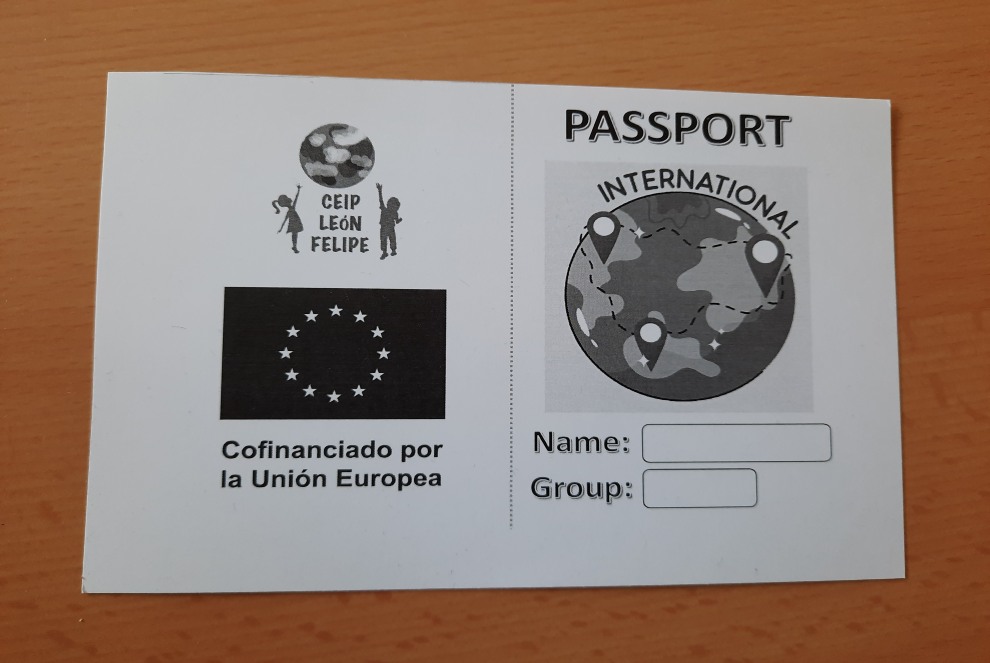 CEIP
LEÓN
FELIPE
Cofinanciado por
la Unión Europea
PASSPORT
INTERNATIONAL
Name:
Group: